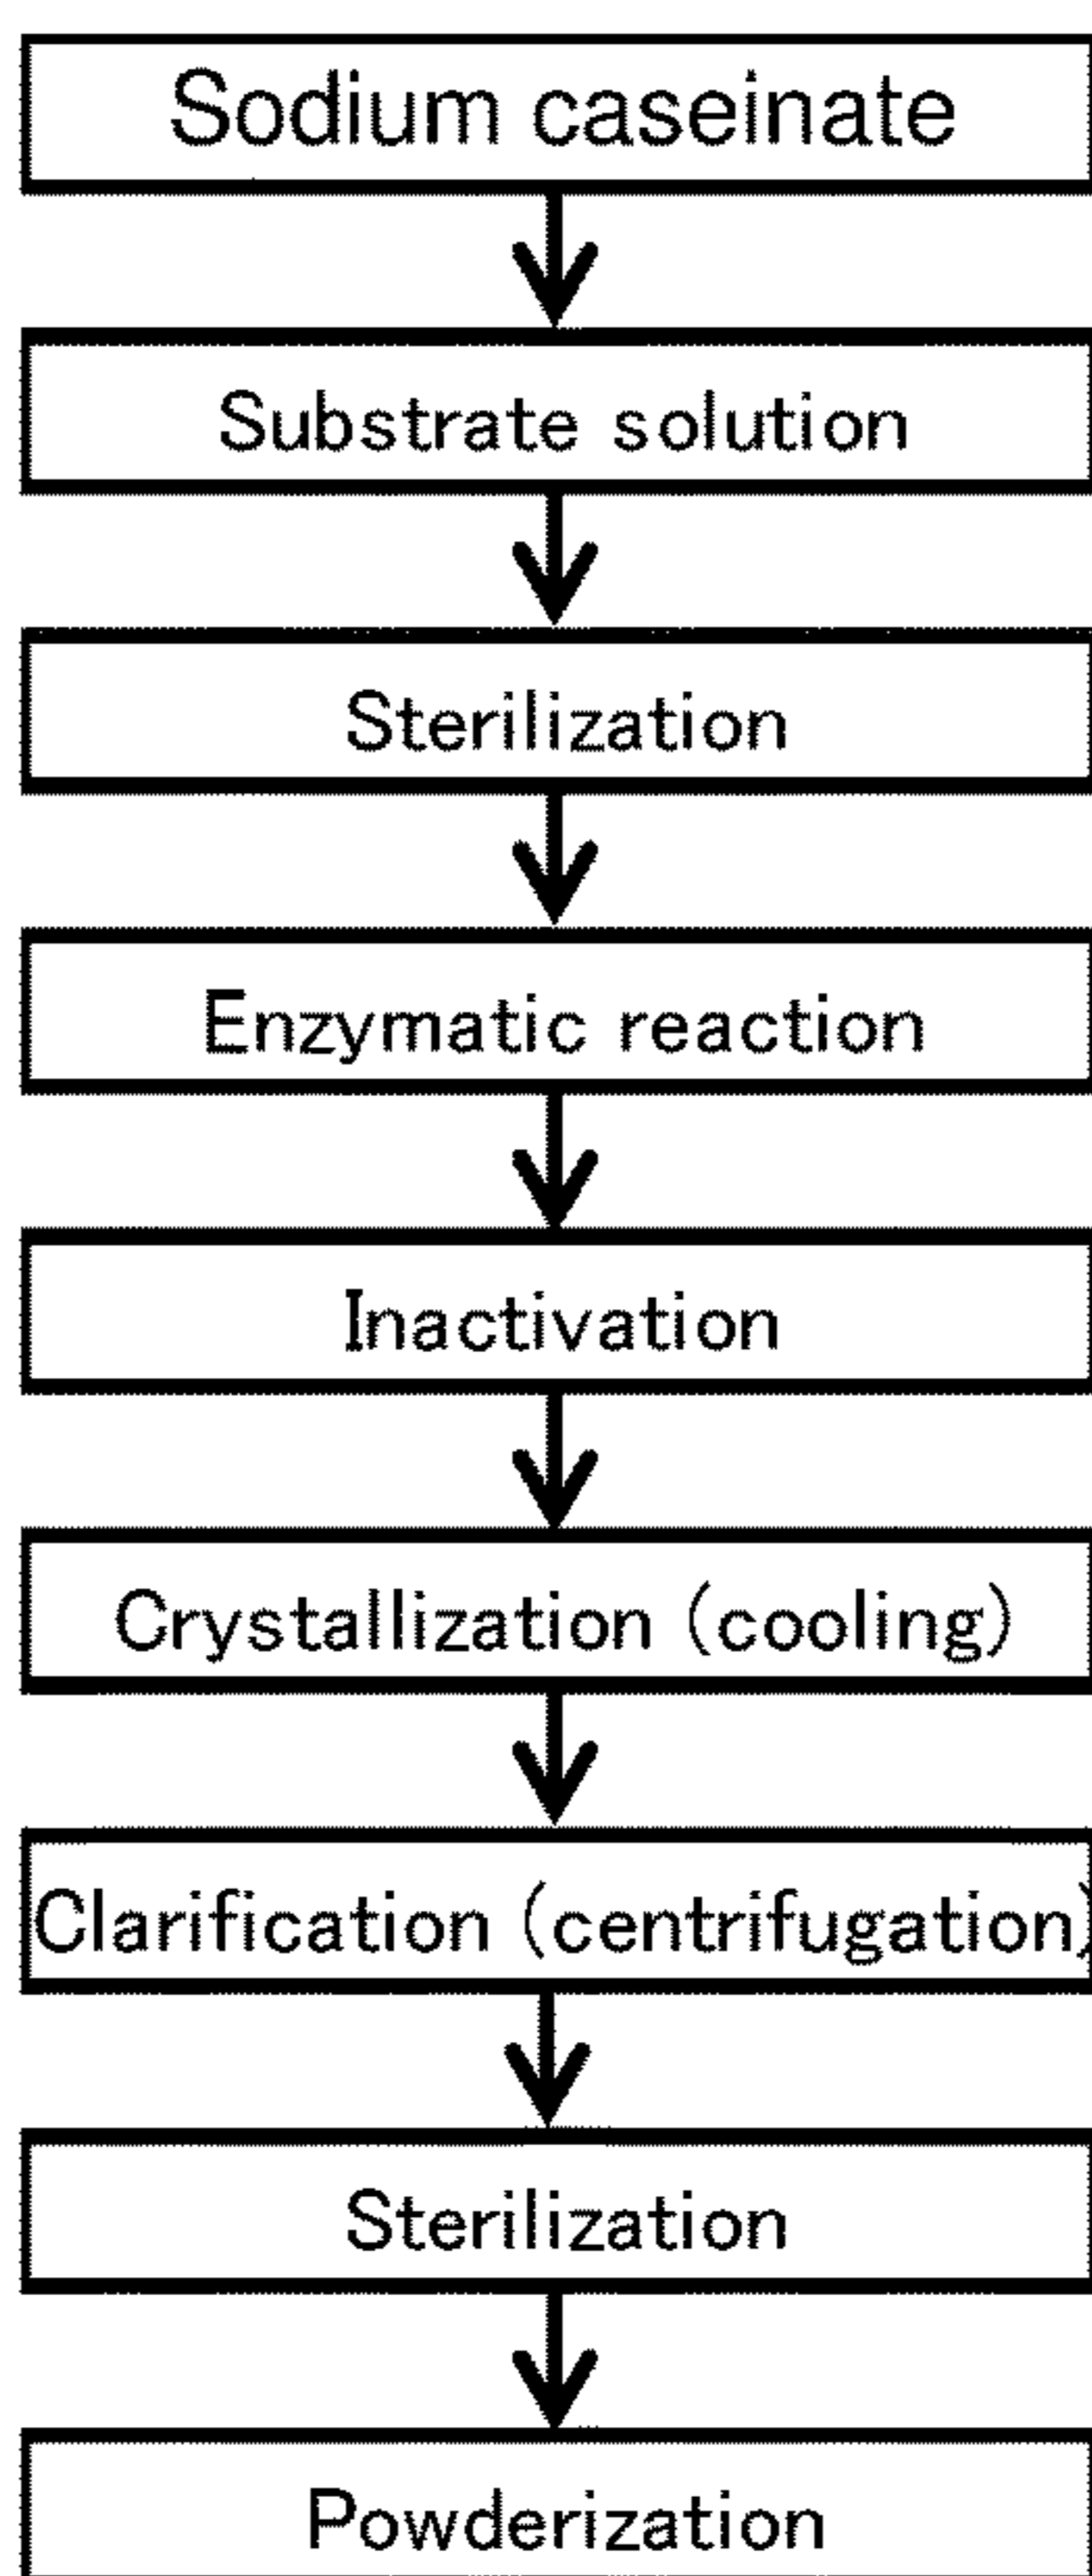 Sodium caseinate
Substrate solution
Sterilization
Enzymatic reaction
Inactivation
Crystallization (cooling)
Clarification (centrifugation)
Sterilization
Powderization